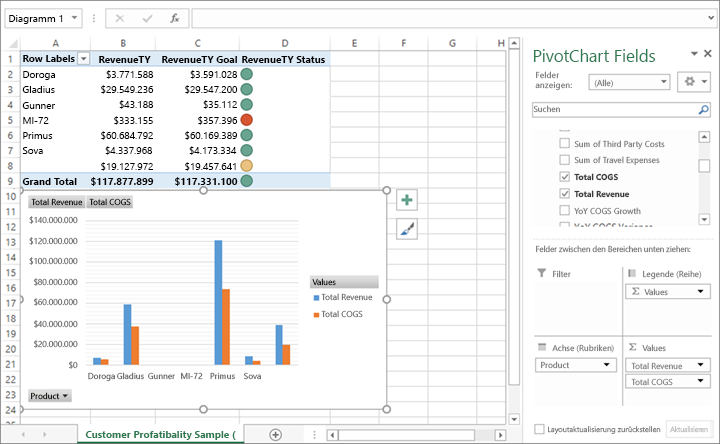 Diagramm 1
fx
PivotChart Fields
Felder anzeigen:
(Alle)
Suchen
Sum of Third Party Costs
Sum of Travel Expenses
Total COGS
Total Revenue
YoY COGS Growth
YoY COGS Variance
Felder zwischen den Bereichen unten ziehen:
Filter
Legende (Reihe)
Σ Values
Achse (Rubriken)
Σ Values
Product
Total Revenue
Total COGS
Layoutaktualisierung zurückstellen
Aktualisieren
A B C D E F G H
1 Row Labels RevenueTY RevenueTY Goal RevenueTY Status
2 Doroga $3.771.588 $3.591.028
3 Gladius $29.549.236 $29.547.200
4 Gunner $43.188 $35.112
5 MI-72 $333.155 $357.396
6 Primus $60.684.792 $60.169.389
7 Sova $4.337.968 $4.173.334
8 $19.127.972 $19.457.641
9 Grand Total $117.877.899 $117.331.100
10
11
12
13
14
15
16
17
18
19
20
21
22
23
24
Total Revenue Total COGS
$140.000.000
$120.000.000
$100.000.000
$80.000.000
$60.000.000
$40.000.000
$20.000.000
$0
Doroga Gladius Gunner MI-72 Primus Sova
Values
Total Revenue
Total COGS
Product
Customer Profatibality Sample (